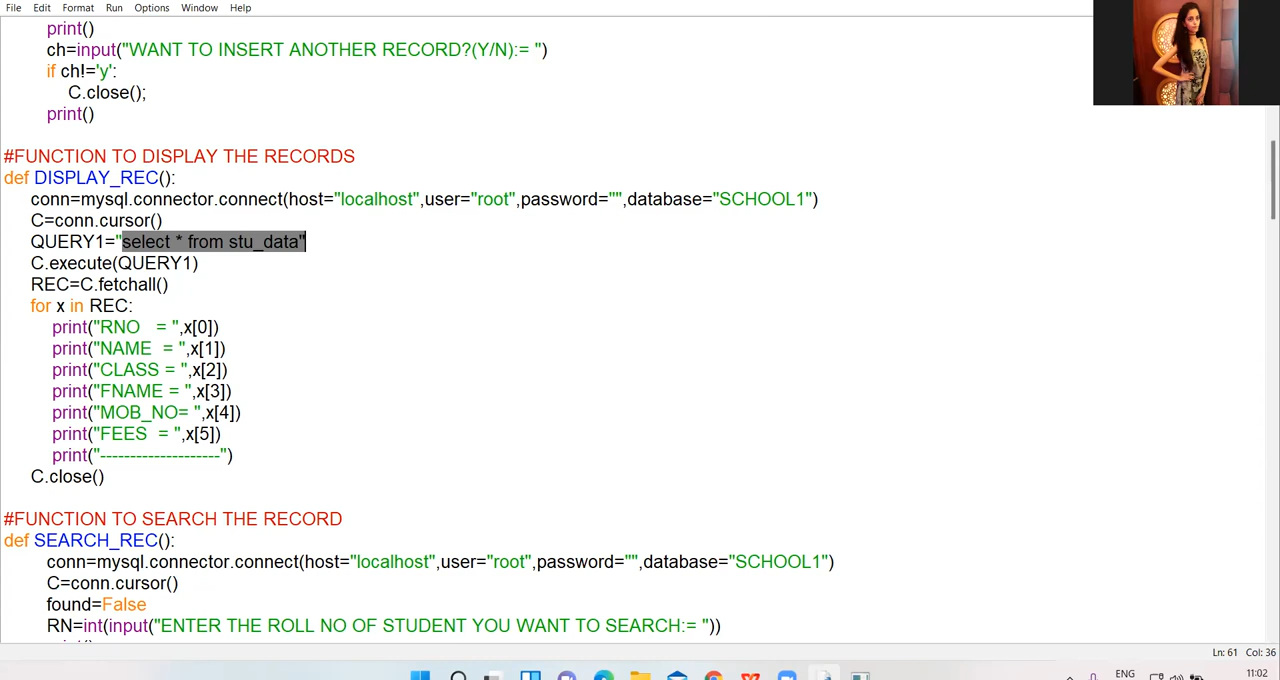 File Edit Format Run Options Window Help
print()
ch=input("WANT TO INSERT ANOTHER RECORD?(Y/N):= ")
if ch!='y':
C.close();
print()
#FUNCTION TO DISPLAY THE RECORDS
def DISPLAY_REC():
conn=mysql.connector.connect(host="localhost",user="root",password="",database="SCHOOL1")
C=conn.cursor()
QUERY1="select * from stu_data"
C.execute(QUERY1)
REC=C.fetchall()
for x in REC:
print("RNO   = ",x[0])
print("NAME  = ",x[1])
print("CLASS = ",x[2])
print("FNAME = ",x[3])
print("MOB_NO= ",x[4])
print("FEES  = ",x[5])
print("--------------------")
C.close()
#FUNCTION TO SEARCH THE RECORD
def SEARCH_REC():
conn=mysql.connector.connect(host="localhost",user="root",password="",database="SCHOOL1")
C=conn.cursor()
found=False
RN=int(input("ENTER THE ROLL NO OF STUDENT YOU WANT TO SEARCH:= "))
Ln: 61 Col: 36
ENG
11:02